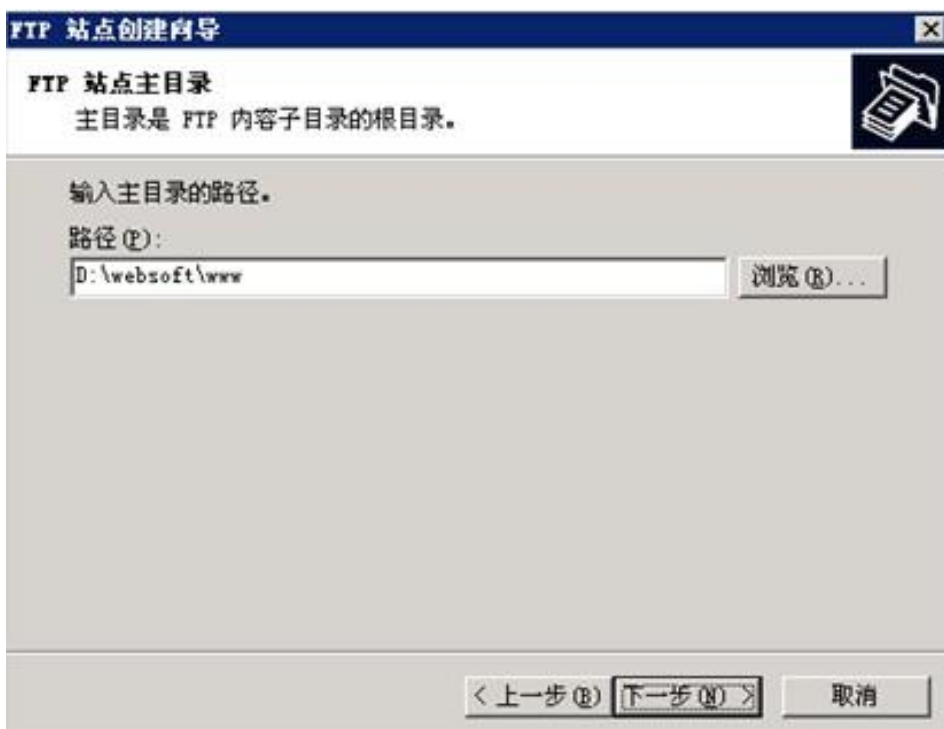 FTP 站点创建向导
FTP 站点主目录
主目录是 FTP 内容子目录的根目录。
输入主目录的路径。
路径(P):
D:\websoft\www
浏览(R)...
< 上一步(B) 下一步(N) > 取消